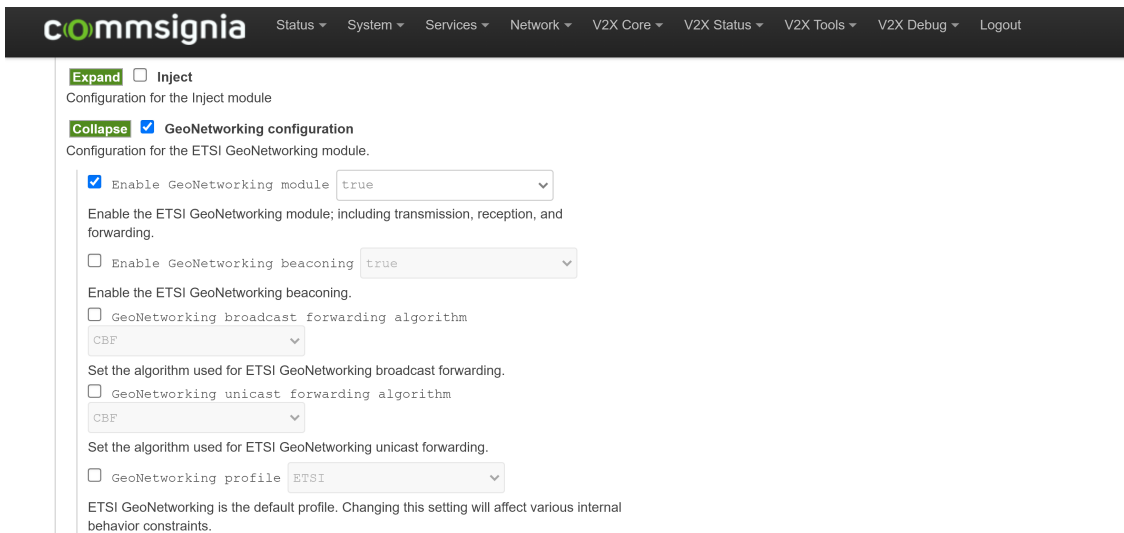 commsignia Status System Services Network V2X Core V2X Status V2X Tools V2X Debug Logout
Expand Inject
Configuration for the Inject module
Collapse GeoNetworking configuration
Configuration for the ETSI GeoNetworking module.
Enable GeoNetworking module true
Enable the ETSI GeoNetworking module; including transmission, reception, and
forwarding.
Enable GeoNetworking beaconing true
Enable the ETSI GeoNetworking beaconing.
GeoNetworking broadcast forwarding algorithm
CBF
Set the algorithm used for ETSI GeoNetworking broadcast forwarding.
GeoNetworking unicast forwarding algorithm
CBF
Set the algorithm used for ETSI GeoNetworking unicast forwarding.
GeoNetworking profile ETSI
ETSI GeoNetworking is the default profile. Changing this setting will affect various internal
behavior constraints.